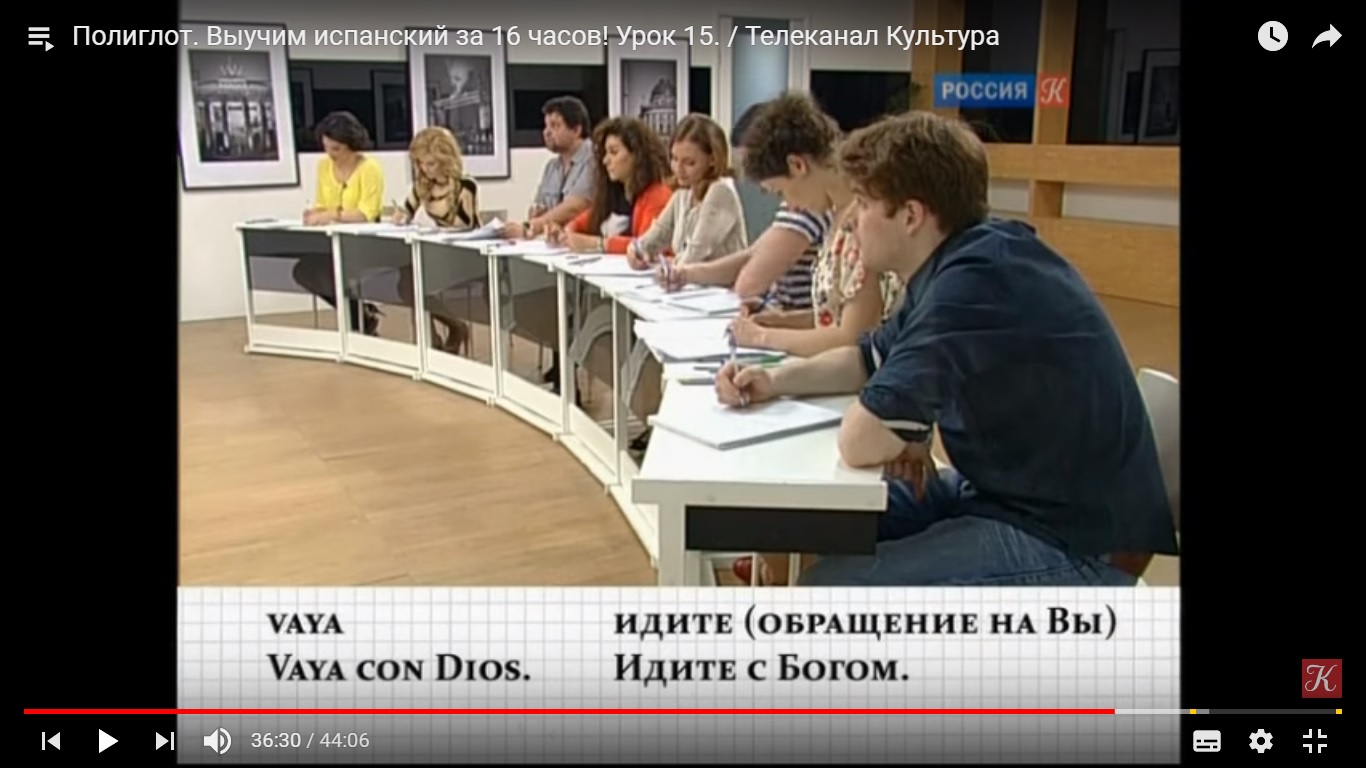 Полиглот. Выучим испанский за 16 часов! Урок 15. / Телеканал Культура
РОССИЯ К
VAYA ИДИТЕ (ОБРАЩЕНИЕ НА ВЫ)
VAYA CON DIOS. ИДИТЕ С БОГОМ.
К
36:30 / 44:06